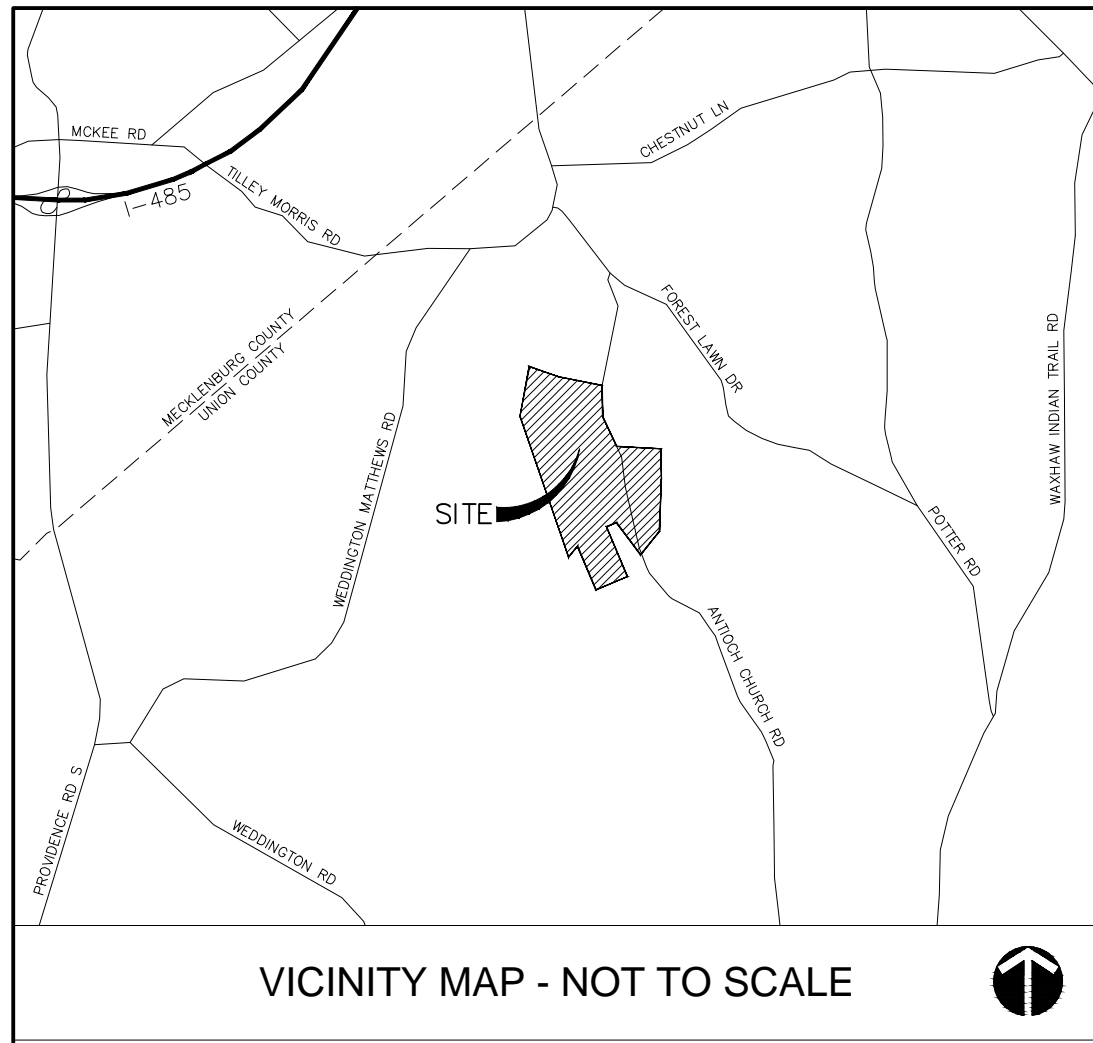 MCKEE RD
CHESTNUT LN
TILLEY MORRIS RD
I-485
FOREST LAWN DR
MECKLENBURG COUNTY
UNION COUNTY
WAXHAW INDIAN TRAIL RD
WEDDINGTON MATTHEWS RD
SITE
POTTER RD
ANTIOCH CHURCH RD
PROVIDENCE RD S
WEDDINGTON RD
VICINITY MAP - NOT TO SCALE